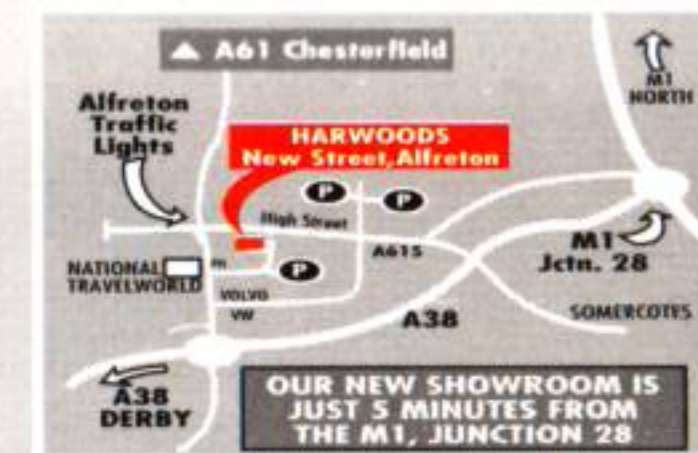 A61 Chesterfield
M1
NORTH
Alfreton
Traffic
Lights
HARWOODS
New Street, Alfreton
P
P
High Street
A615
M1
Jctn. 28
NATIONAL
TRAVELWORLD
P
VOLVO
VW
A38
SOMERCOTES
A38
DERBY
OUR NEW SHOWROOM IS
JUST 5 MINUTES FROM
THE M1, JUNCTION 28